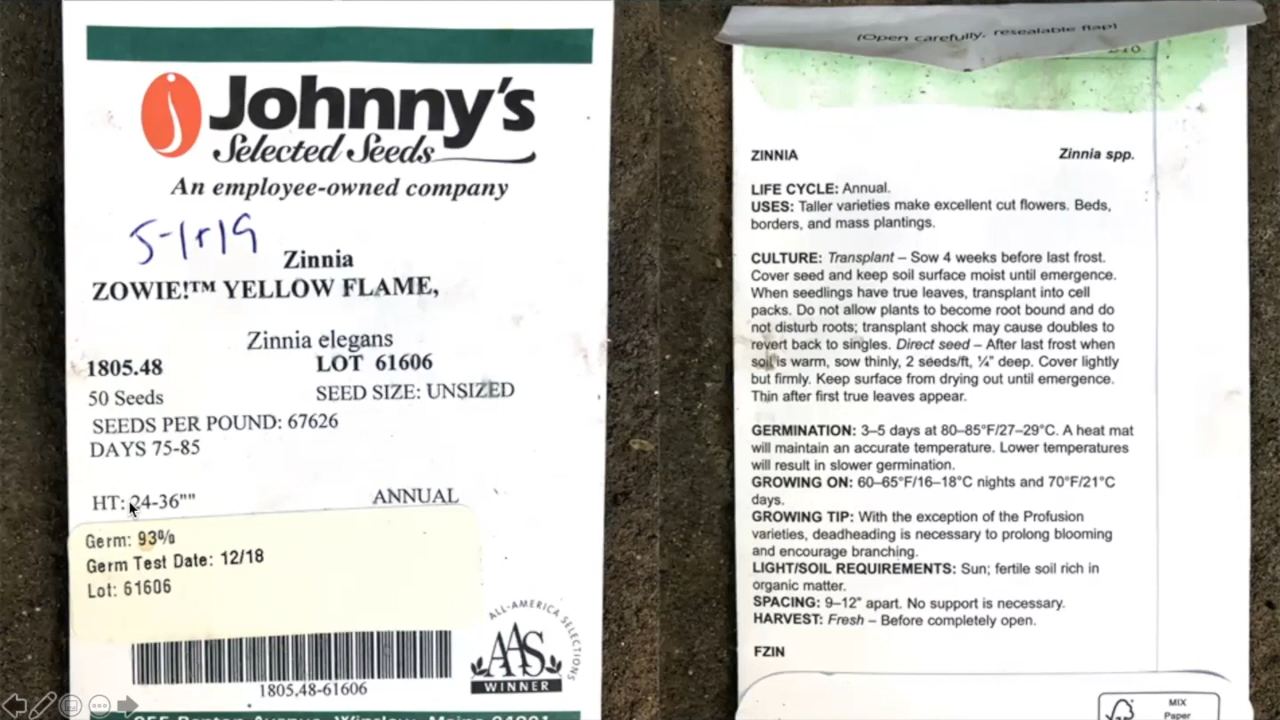 Johnny's
Selected Seeds
An employee-owned company
Zinnia
ZOWIE!™ YELLOW FLAME,
Zinnia elegans
1805.48 LOT 61606
50 Seeds SEED SIZE: UNSIZED
SEEDS PER POUND: 67626
DAYS 75-85
HT: 24-36"" ANNUAL
Germ: 93%
Germ Test Date: 12/18
Lot: 61606
ALL-AMERICA SELECTIONS
AAS
WINNER
1805.48-61606
Winslow, Maine
(Open carefully, resealable flap)
ZINNIA Zinnia spp.
LIFE CYCLE: Annual.
USES: Taller varieties make excellent cut flowers. Beds,
borders, and mass plantings.
CULTURE: Transplant – Sow 4 weeks before last frost.
Cover seed and keep soil surface moist until emergence.
When seedlings have true leaves, transplant into cell
packs. Do not allow plants to become root bound and do
not disturb roots; transplant shock may cause doubles to
revert back to singles. Direct seed – After last frost when
soil is warm, sow thinly, 2 seeds/ft, ¼" deep. Cover lightly
but firmly. Keep surface from drying out until emergence.
Thin after first true leaves appear.
GERMINATION: 3–5 days at 80–85°F/27–29°C. A heat mat
will maintain an accurate temperature. Lower temperatures
will result in slower germination.
GROWING ON: 60–65°F/16–18°C nights and 70°F/21°C
days.
GROWING TIP: With the exception of the Profusion
varieties, deadheading is necessary to prolong blooming
and encourage branching.
LIGHT/SOIL REQUIREMENTS: Sun; fertile soil rich in
organic matter.
SPACING: 9–12" apart. No support is necessary.
HARVEST: Fresh – Before completely open.
FZIN
MIX
Paper